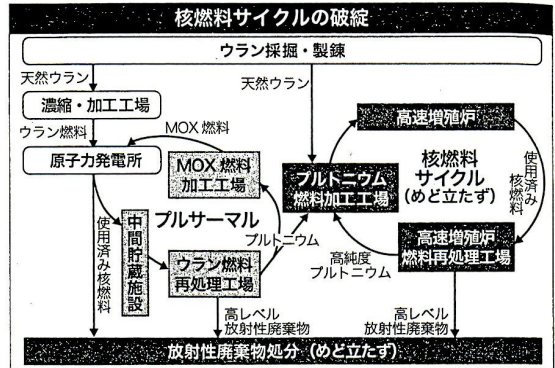 核燃料サイクルの破綻
ウラン採掘・製錬
天然ウラン
天然ウラン
濃縮・加工工場
高速増殖炉
ウラン燃料
MOX 燃料
原子力発電所
MOX 燃料
加工工場
プルトニウム
燃料加工工場
核燃料
サイクル
(めど立たず)
使用済み
核燃料
プルサーマル
プルトニウム
使用済み核燃料
中間貯蔵施設
ウラン燃料
再処理工場
高純度
プルトニウム
高速増殖炉
燃料再処理工場
高レベル
放射性廃棄物
高レベル
放射性廃棄物
放射性廃棄物処分(めど立たず)